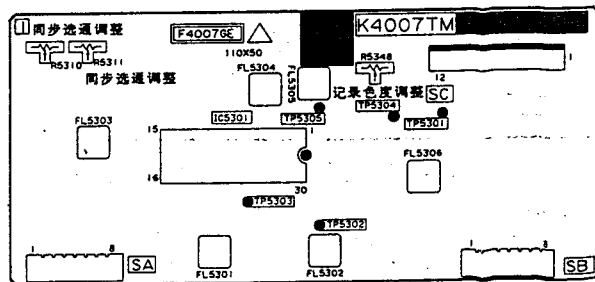 1 同步选通调整
F4007GE
K4007TM
110X50
R5310
R5311
同步选通调整
FL5304
FL5305
R5348
记录色度调整
12
1
SC
FL5303
IC5301
TP5305
TP5304
TP5301
15
1
16
30
FL5306
TP5303
TP5302
1
8
SA
FL5301
FL5302
1
8
SB